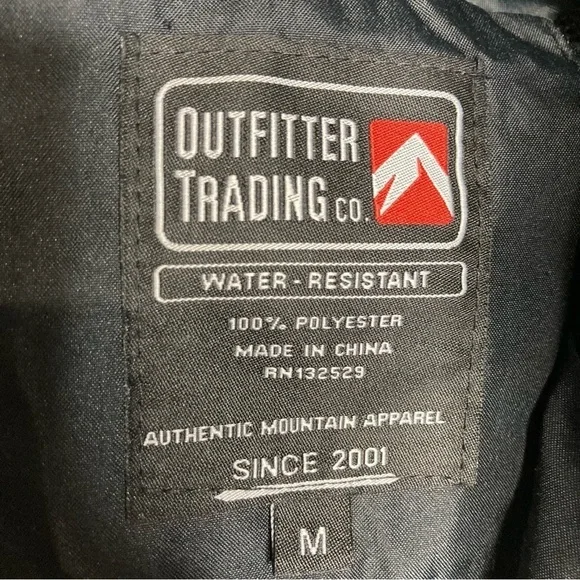 OUTFITTER
TRADING CO.
WATER-RESISTANT
100% POLYESTER
MADE IN CHINA
RN132529
AUTHENTIC MOUNTAIN APPAREL
SINCE 2001
M